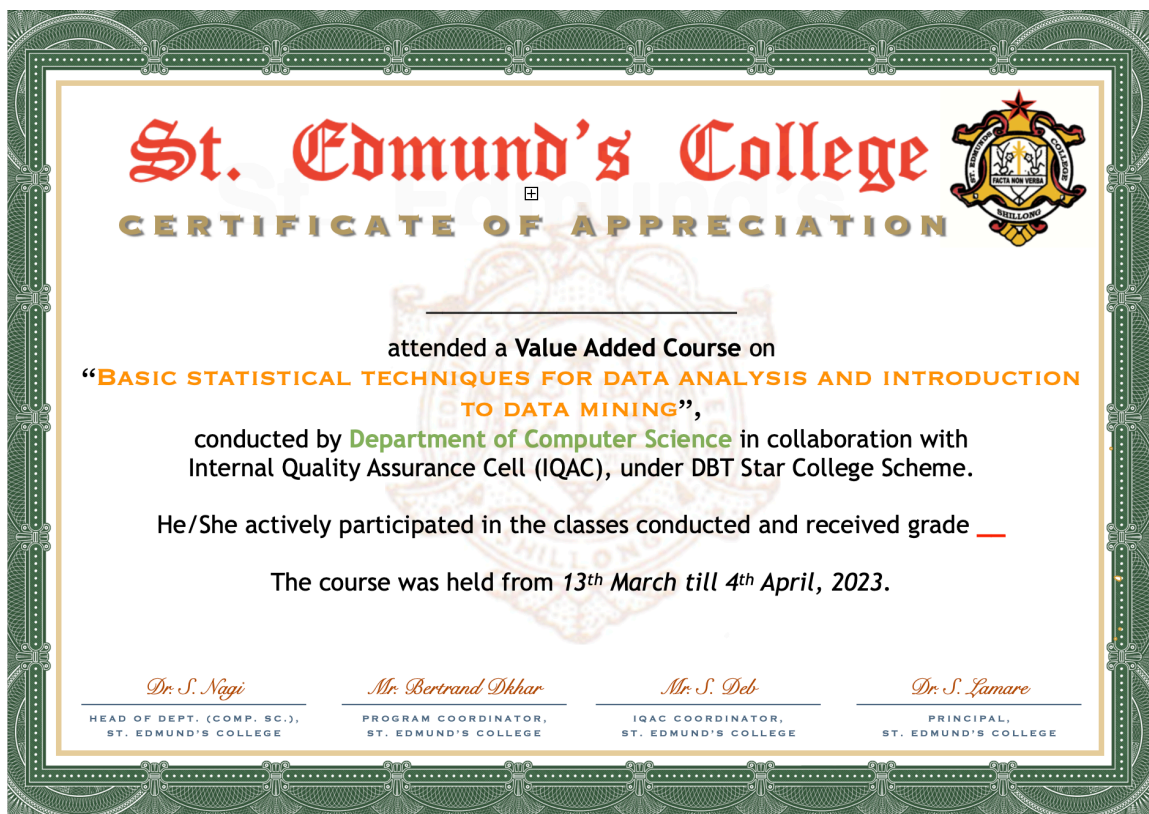 St. Edmund's College
ST. EDMUNDS COLLEGE
FACTA NON VERBA
SHILLONG
CERTIFICATE OF APPRECIATION
attended a Value Added Course on
“BASIC STATISTICAL TECHNIQUES FOR DATA ANALYSIS AND INTRODUCTION
TO DATA MINING”,
conducted by Department of Computer Science in collaboration with
Internal Quality Assurance Cell (IQAC), under DBT Star College Scheme.
He/She actively participated in the classes conducted and received grade __
The course was held from 13th March till 4th April, 2023.
SHILLONG
Dr. S. Nagi
HEAD OF DEPT. (COMP. SC.),
ST. EDMUND'S COLLEGE
Mr. Bertrand Dkhar
PROGRAM COORDINATOR,
ST. EDMUND'S COLLEGE
Mr. S. Deb
IQAC COORDINATOR,
ST. EDMUND'S COLLEGE
Dr. S. Lamare
PRINCIPAL,
ST. EDMUND'S COLLEGE